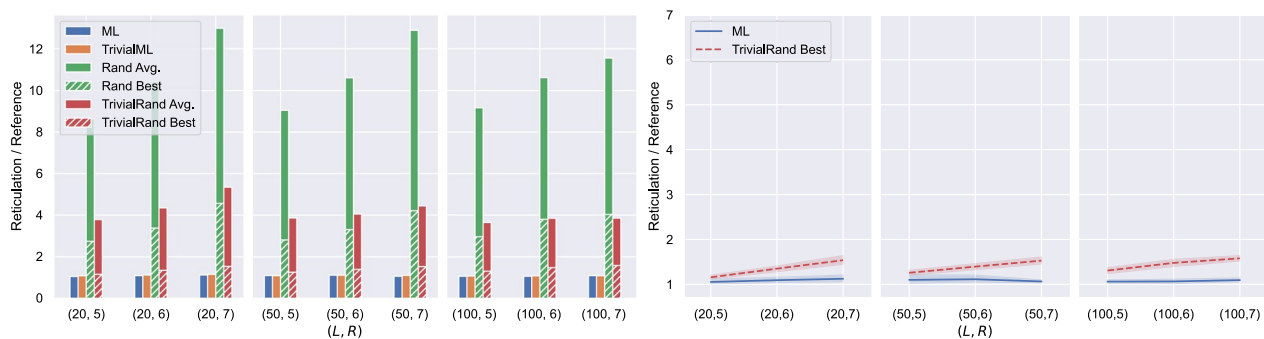 Reticulation / Reference
12
10
8
6
4
2
0
ML
TrivialML
Rand Avg.
Rand Best
TrivialRand Avg.
TrivialRand Best
(20, 5) (20, 6) (20, 7) (50, 5) (50, 6) (50, 7) (100, 5) (100, 6) (100, 7)
(L, R)
Reticulation / Reference
7
6
5
4
3
2
1
ML
TrivialRand Best
(20,5) (20,6) (20,7) (50,5) (50,6) (50,7) (100,5) (100,6) (100,7)
(L, R)